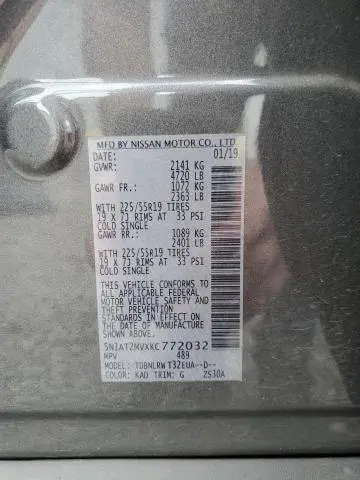 MFD BY NISSAN MOTOR CO., LTD
DATE: 01/19
GVWR: 2141 KG
4720 LB
GAWR FR.: 1072 KG
2363 LB
WITH 225/55R19 TIRES
19 X 7J RIMS AT 33 PSI
COLD SINGLE
GAWR RR.: 1089 KG
2401 LB
WITH 225/55R19 TIRES
19 X 7J RIMS AT 33 PSI
COLD SINGLE
THIS VEHICLE CONFORMS TO
ALL APPLICABLE FEDERAL
MOTOR VEHICLE SAFETY AND
THEFT PREVENTION
STANDARDS IN EFFECT ON
THE DATE OF MANUFACTURE
SHOWN ABOVE.
5N1AT2MVXKC772032
MPV 489
MODEL: TDBNLRW T32EUA--D--
COLOR: KAD TRIM: G ZS30A